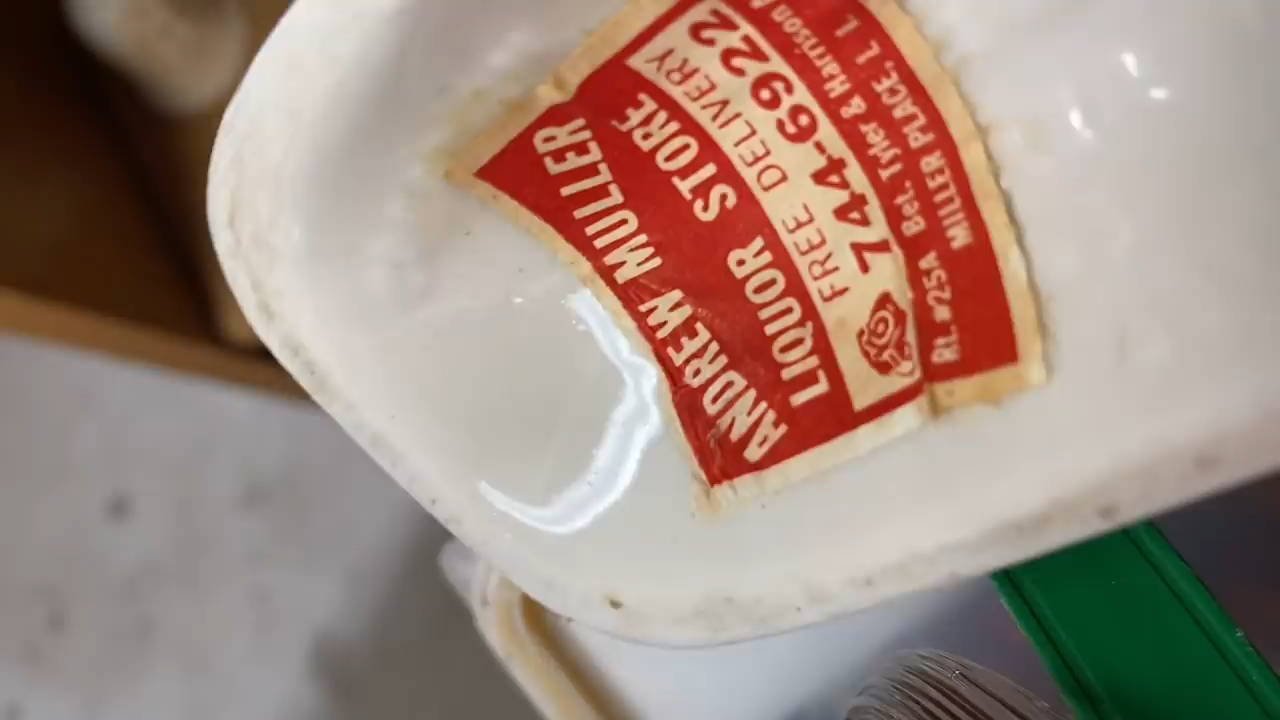 ANDREW MULLER
LIQUOR STORE
FREE DELIVERY
744-6922
Rt. #25A Bet. Tyler & Harrison
MILLER PLACE, L. I.